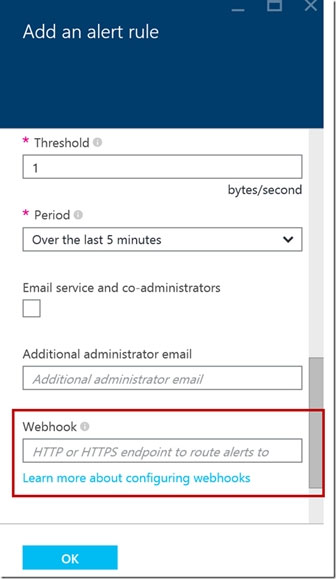 Add an alert rule
* Threshold
1
bytes/second
* Period
Over the last 5 minutes
Email service and co-administrators
Additional administrator email
Additional administrator email
Webhook
HTTP or HTTPS endpoint to route alerts to
Learn more about configuring webhooks
OK